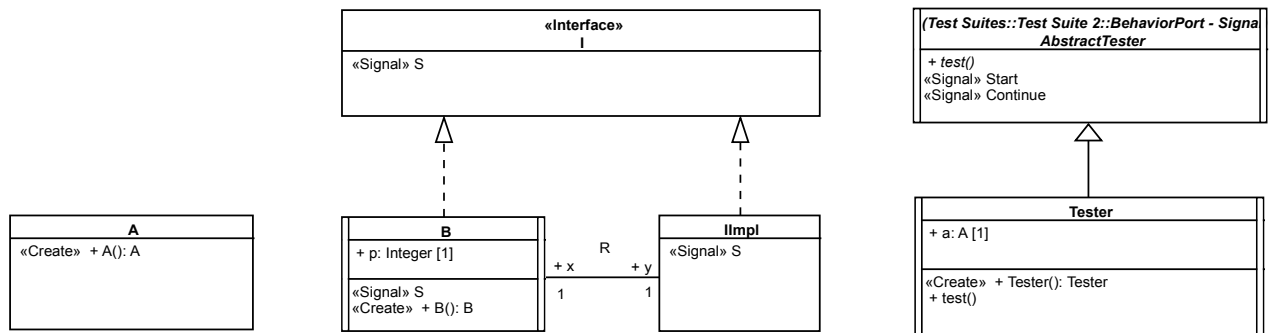 «Interface»
I
«Signal» S
(Test Suites::Test Suite 2::BehaviorPort - Signa
AbstractTester
+ test()
«Signal» Start
«Signal» Continue
A
«Create» + A(): A
B
+ p: Integer [1]
«Signal» S
«Create» + B(): B
R
+ x
+ y
1
1
IImpl
«Signal» S
Tester
+ a: A [1]
«Create» + Tester(): Tester
+ test()